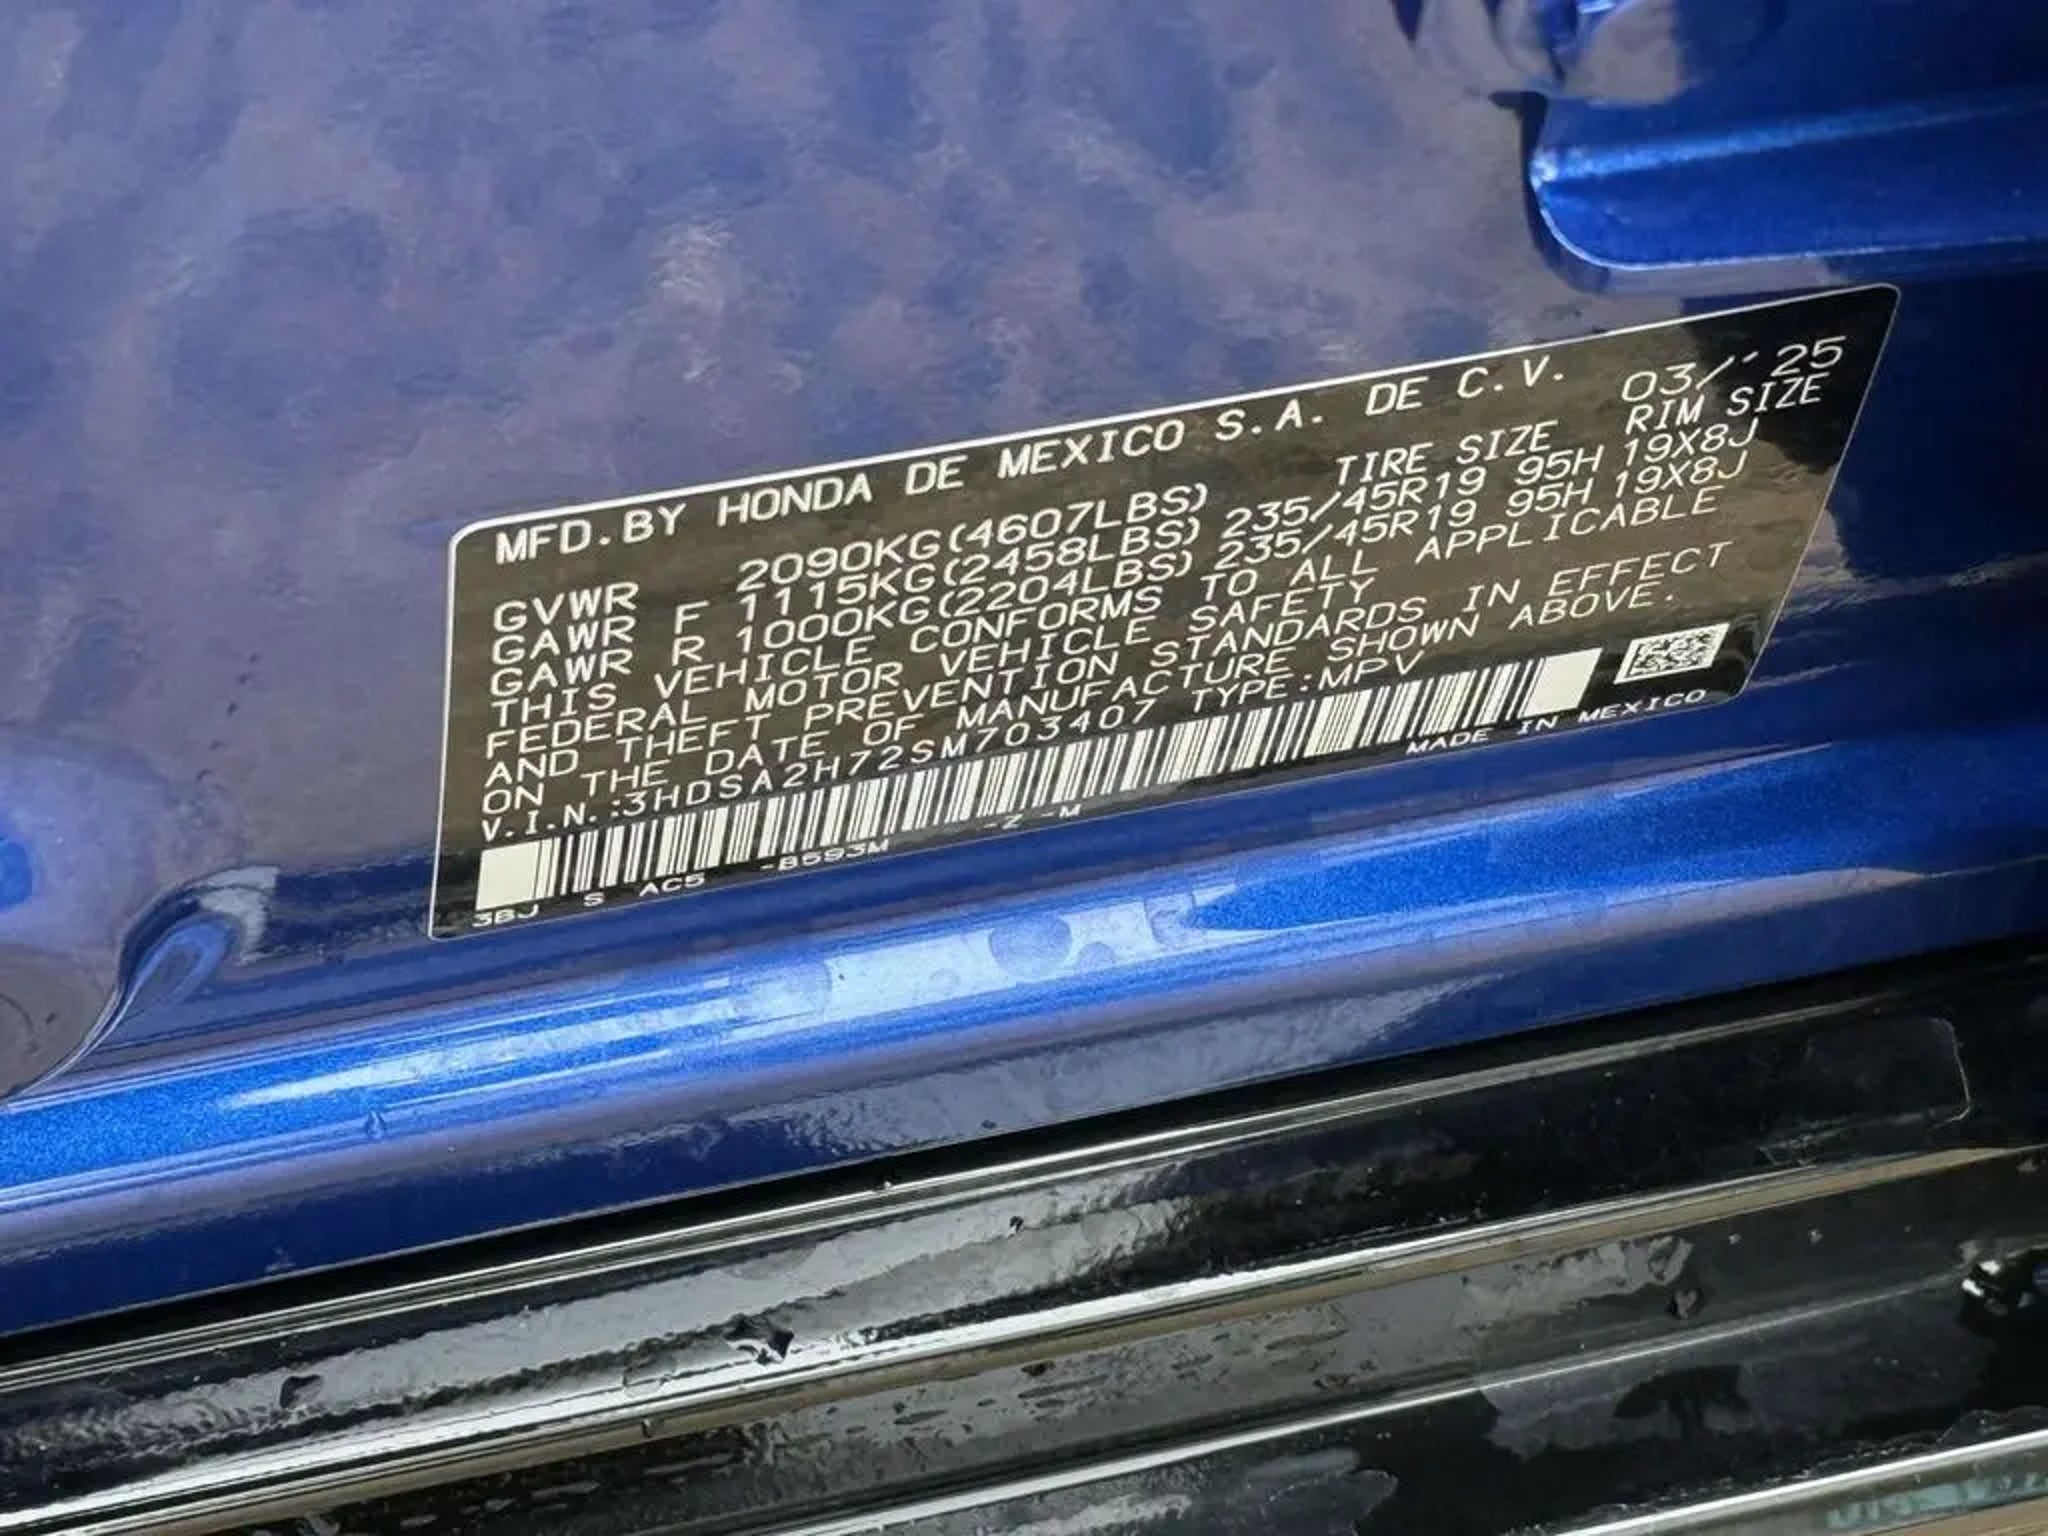 MFD.BY HONDA DE MEXICO S.A. DE C.V. 03/'25
GVWR 2090KG(4607LBS) TIRE SIZE RIM SIZE
GAWR F 1115KG(2458LBS) 235/45R19 95H 19X8J
GAWR R 1000KG(2204LBS) 235/45R19 95H 19X8J
THIS VEHICLE CONFORMS TO ALL APPLICABLE
FEDERAL MOTOR VEHICLE SAFETY
AND THEFT PREVENTION STANDARDS IN EFFECT
ON THE DATE OF MANUFACTURE SHOWN ABOVE.
V.I.N.:3HDSA2H72SM703407 TYPE:MPV
MADE IN MEXICO
3BJ S AC5 -B593M -Z -M